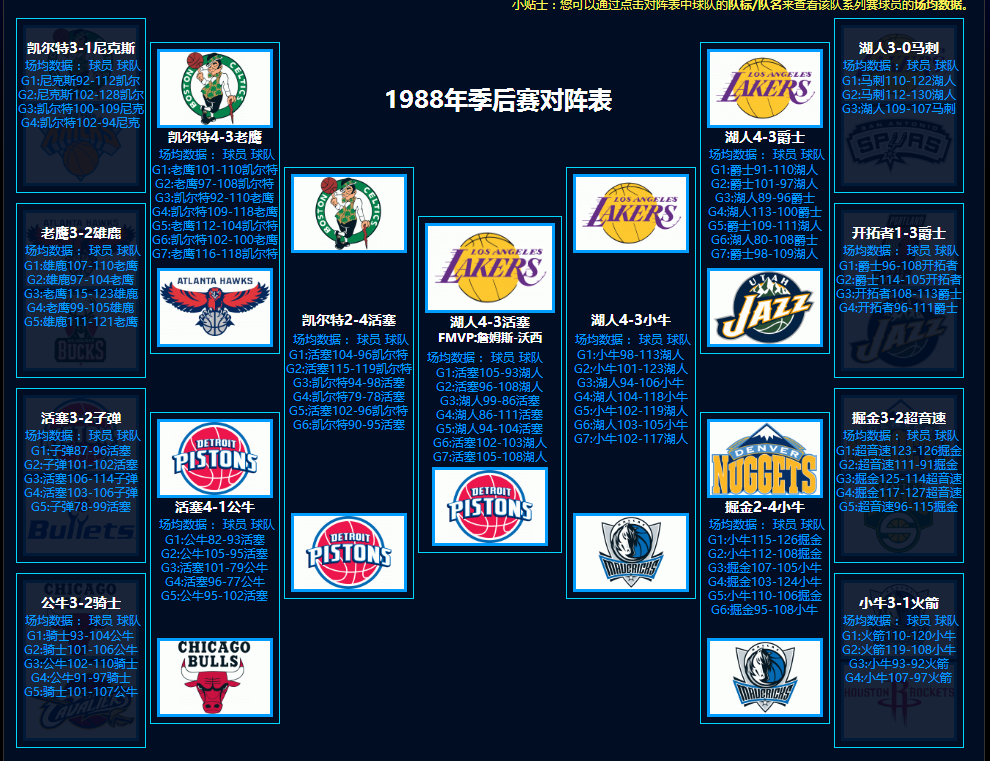 小贴士：您可以通过点击对阵表中球队的队标/队名来查看该队系列赛球员的场均数据。
1988年季后赛对阵表
凯尔特3-1尼克斯
场均数据： 球员 球队
G1:尼克斯92-112凯尔
G2:尼克斯102-128凯尔
G3:凯尔特100-109尼克
G4:凯尔特102-94尼克
老鹰3-2雄鹿
场均数据： 球员 球队
G1:雄鹿107-110老鹰
G2:雄鹿97-104老鹰
G3:老鹰115-123雄鹿
G4:老鹰99-105雄鹿
G5:雄鹿111-121老鹰
BUCKS
活塞3-2子弹
场均数据： 球员 球队
G1:子弹87-96活塞
G2:子弹101-102活塞
G3:活塞106-114子弹
G4:活塞103-106子弹
G5:子弹78-99活塞
Bullets
CHICAGO
公牛3-2骑士
场均数据： 球员 球队
G1:骑士93-104公牛
G2:骑士101-106公牛
G3:公牛102-110骑士
G4:公牛91-97骑士
G5:骑士101-107公牛
CAVALIERS
BOSTON CELTICS
凯尔特4-3老鹰
场均数据： 球员 球队
G1:老鹰101-110凯尔特
G2:老鹰97-108凯尔特
G3:凯尔特92-110老鹰
G4:凯尔特109-118老鹰
G5:老鹰112-104凯尔特
G6:凯尔特102-100老鹰
G7:老鹰116-118凯尔特
ATLANTA HAWKS
DETROIT
PISTONS
活塞4-1公牛
场均数据： 球员 球队
G1:公牛82-93活塞
G2:公牛105-95活塞
G3:活塞101-79公牛
G4:活塞96-77公牛
G5:公牛95-102活塞
CHICAGO
BULLS
BOSTON CELTICS
凯尔特2-4活塞
场均数据： 球员 球队
G1:活塞104-96凯尔特
G2:活塞115-119凯尔特
G3:凯尔特94-98活塞
G4:凯尔特79-78活塞
G5:活塞102-96凯尔特
G6:凯尔特90-95活塞
DETROIT
PISTONS
LOS ANGELES
LAKERS
湖人4-3活塞
FMVP:詹姆斯-沃西
场均数据： 球员 球队
G1:活塞105-93湖人
G2:活塞96-108湖人
G3:湖人99-86活塞
G4:湖人86-111活塞
G5:湖人94-104活塞
G6:活塞102-103湖人
G7:活塞105-108湖人
DETROIT
PISTONS
LOS ANGELES
LAKERS
湖人4-3小牛
场均数据： 球员 球队
G1:小牛98-113湖人
G2:小牛101-123湖人
G3:湖人94-106小牛
G4:湖人104-118小牛
G5:小牛102-119湖人
G6:湖人103-105小牛
G7:小牛102-117湖人
MAVERICKS
LOS ANGELES
LAKERS
湖人4-3爵士
场均数据： 球员 球队
G1:爵士91-110湖人
G2:爵士101-97湖人
G3:湖人89-96爵士
G4:湖人113-100爵士
G5:爵士109-111湖人
G6:湖人80-108爵士
G7:爵士98-109湖人
UTAH
JAZZ
DENVER
NUGGETS
掘金2-4小牛
场均数据： 球员 球队
G1:小牛115-126掘金
G2:小牛112-108掘金
G3:掘金107-105小牛
G4:掘金103-124小牛
G5:小牛110-106掘金
G6:掘金95-108小牛
MAVERICKS
湖人3-0马刺
场均数据： 球员 球队
G1:马刺110-122湖人
G2:马刺112-130湖人
G3:湖人109-107马刺
SAN ANTONIO
SPURS
开拓者1-3爵士
场均数据： 球员 球队
G1:爵士96-108开拓者
G2:爵士114-105开拓者
G3:开拓者108-113爵士
G4:开拓者96-111爵士
JAZZ
掘金3-2超音速
场均数据： 球员 球队
G1:超音速123-126掘金
G2:超音速111-91掘金
G3:掘金125-114超音速
G4:掘金117-127超音速
G5:超音速96-115掘金
小牛3-1火箭
场均数据： 球员 球队
G1:火箭110-120小牛
G2:火箭119-108小牛
G3:小牛93-92火箭
G4:小牛107-97火箭
HOUSTON ROCKETS